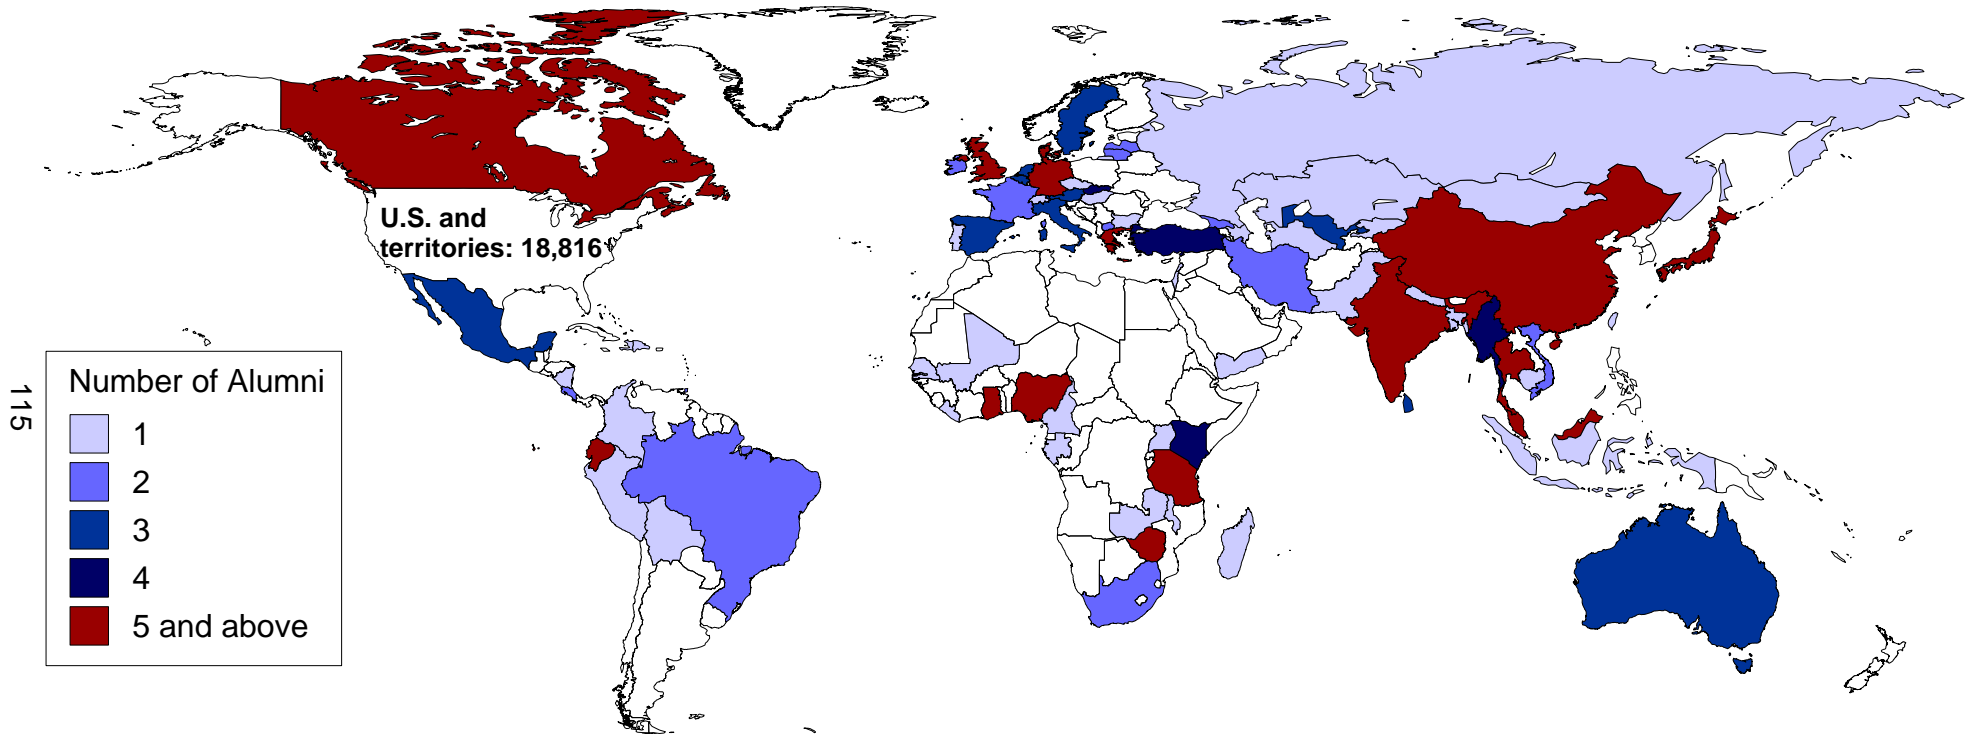 U.S. and
territories: 18,816
Number of Alumni
1
2
3
4
5 and above
115